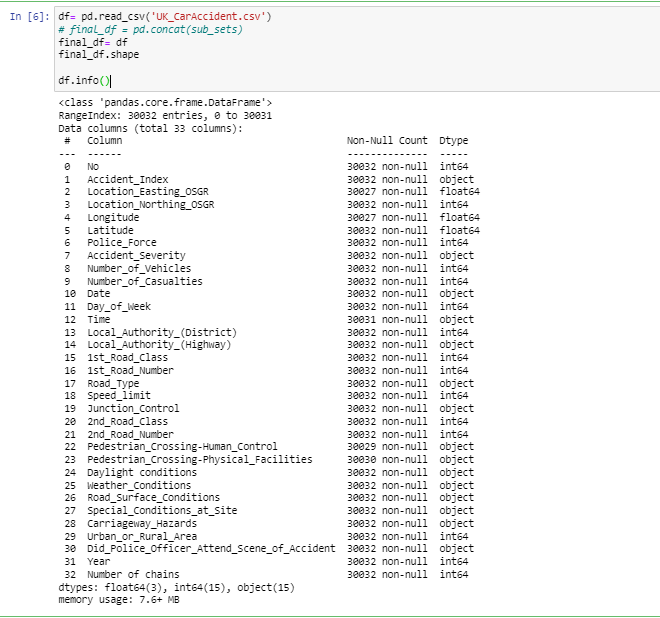 In [6]: df= pd.read_csv('UK_CarAccident.csv')
# final_df = pd.concat(sub_sets)
final_df= df
final_df.shape
df.info()
<class 'pandas.core.frame.DataFrame'>
RangeIndex: 30032 entries, 0 to 30031
Data columns (total 33 columns):
# Column Non-Null Count Dtype
--- ------ -------------- -----
0 No 30032 non-null int64
1 Accident_Index 30032 non-null object
2 Location_Easting_OSGR 30027 non-null float64
3 Location_Northing_OSGR 30032 non-null int64
4 Longitude 30027 non-null float64
5 Latitude 30032 non-null float64
6 Police_Force 30032 non-null int64
7 Accident_Severity 30032 non-null object
8 Number_of_Vehicles 30032 non-null int64
9 Number_of_Casualties 30032 non-null int64
10 Date 30032 non-null object
11 Day_of_Week 30032 non-null int64
12 Time 30031 non-null object
13 Local_Authority_(District) 30032 non-null int64
14 Local_Authority_(Highway) 30032 non-null object
15 1st_Road_Class 30032 non-null int64
16 1st_Road_Number 30032 non-null int64
17 Road_Type 30032 non-null object
18 Speed_limit 30032 non-null int64
19 Junction_Control 30032 non-null object
20 2nd_Road_Class 30032 non-null int64
21 2nd_Road_Number 30032 non-null int64
22 Pedestrian_Crossing-Human_Control 30029 non-null object
23 Pedestrian_Crossing-Physical_Facilities 30030 non-null object
24 Daylight conditions 30032 non-null object
25 Weather_Conditions 30032 non-null object
26 Road_Surface_Conditions 30032 non-null object
27 Special_Conditions_at_Site 30032 non-null object
28 Carriageway_Hazards 30032 non-null object
29 Urban_or_Rural_Area 30032 non-null int64
30 Did_Police_Officer_Attend_Scene_of_Accident 30032 non-null object
31 Year 30032 non-null int64
32 Number of chains 30032 non-null int64
dtypes: float64(3), int64(15), object(15)
memory usage: 7.6+ MB